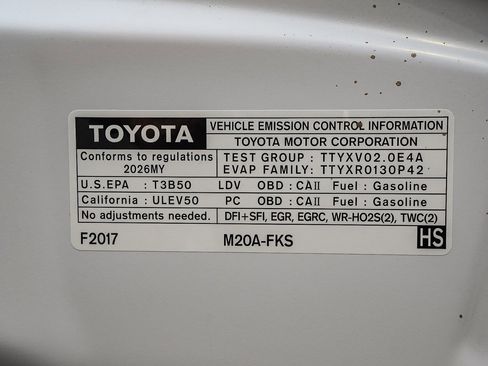 TOYOTA
VEHICLE EMISSION CONTROL INFORMATION
TOYOTA MOTOR CORPORATION
Conforms to regulations
2026MY
TEST GROUP : TTYXV02.0E4A
EVAP FAMILY: TTYXR0130P42
U.S.EPA : T3B50 LDV OBD : CAII Fuel : Gasoline
California : ULEV50 PC OBD : CAII Fuel : Gasoline
No adjustments needed. DFI+SFI, EGR, EGRC, WR-HO2S(2), TWC(2)
F2017 M20A-FKS HS